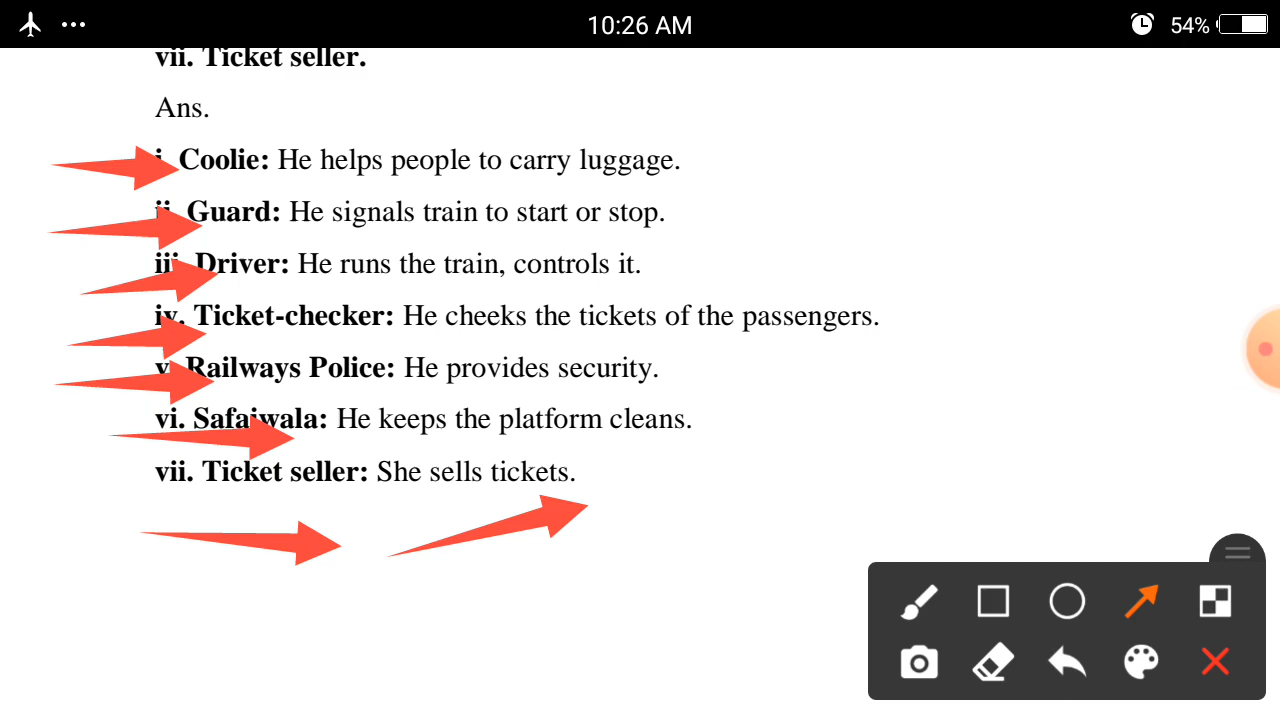 10:26 AM
54%
vii. Ticket seller.
Ans.
i. Coolie: He helps people to carry luggage.
ii. Guard: He signals train to start or stop.
iii. Driver: He runs the train, controls it.
iv. Ticket-checker: He cheeks the tickets of the passengers.
v. Railways Police: He provides security.
vi. Safaiwala: He keeps the platform cleans.
vii. Ticket seller: She sells tickets.